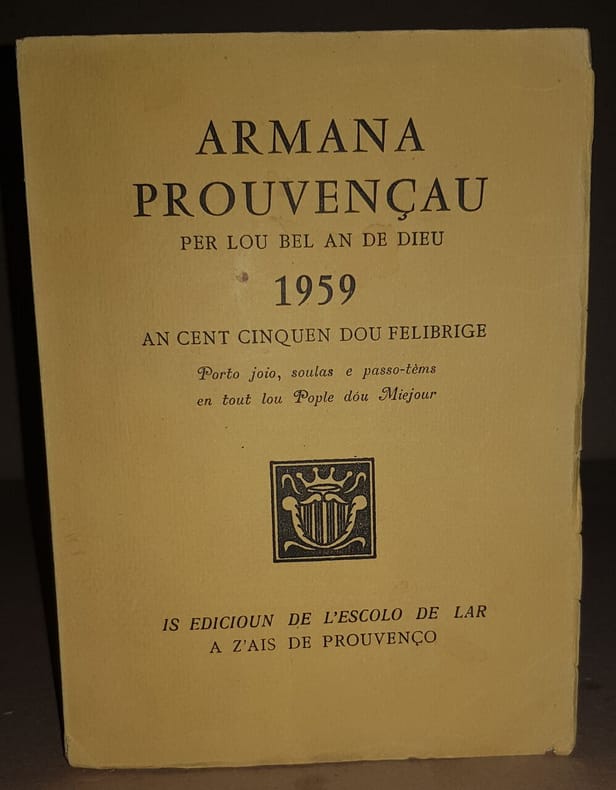 ARMANA
PROUVENÇAU
PER LOU BEL AN DE DIEU
1959
AN CENT CINQUEN DOU FELIBRIGE
Porto joio, soulas e passo-tèms
en tout lou Pople dóu Miejour
IS EDICIOUN DE L'ESCOLO DE LAR
A Z'AIS DE PROUVENÇO